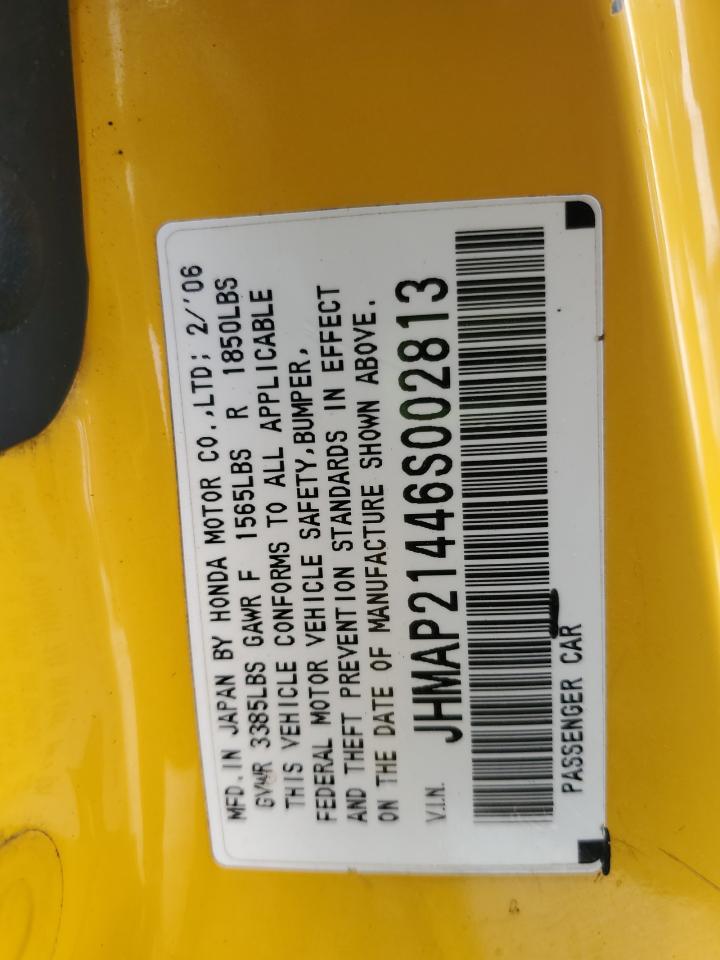 MFD. IN JAPAN BY HONDA MOTOR CO.,LTD; 2/'06
GVWR 3385LBS GAWR F 1565LBS R 1850LBS
THIS VEHICLE CONFORMS TO ALL APPLICABLE
FEDERAL MOTOR VEHICLE SAFETY,BUMPER,
AND THEFT PREVENTION STANDARDS IN EFFECT
ON THE DATE OF MANUFACTURE SHOWN ABOVE.
V.I.N. JHMAP21446S002813
PASSENGER CAR